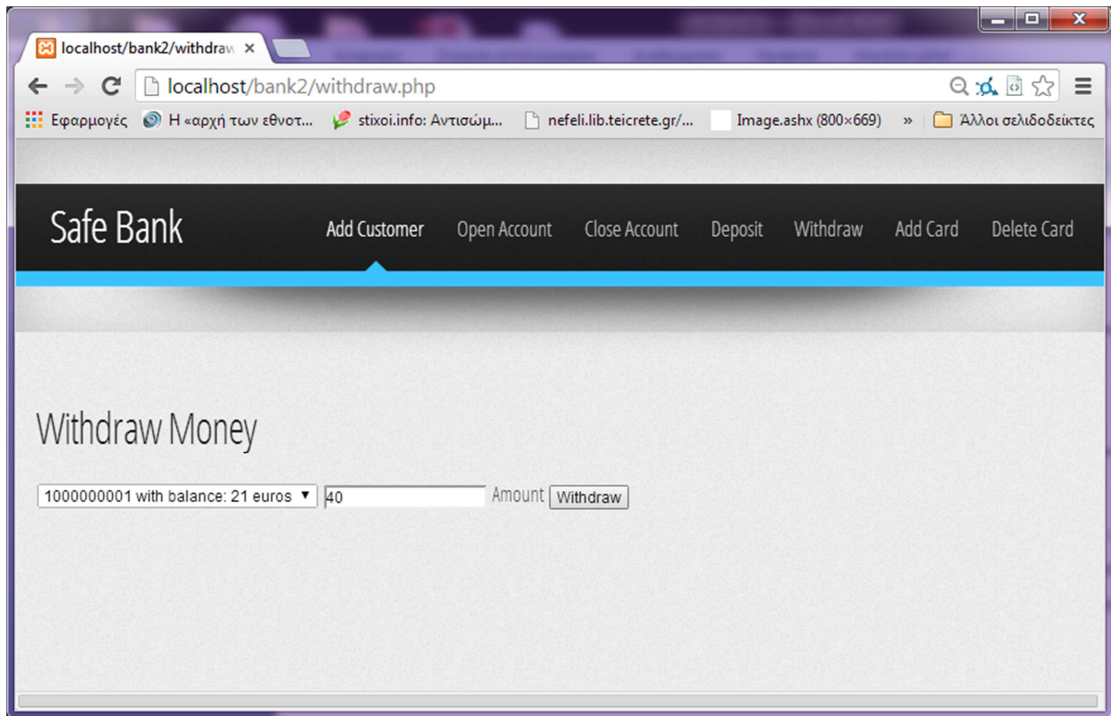 localhost/bank2/withdraw
localhost/bank2/withdraw.php
Εφαρμογές Η «αρχή των εθνοτ... stixoi.info: Αντισώμ... nefeli.lib.teicrete.gr/... Image.ashx (800×669) » Άλλοι σελιδοδείκτες
Safe Bank Add Customer Open Account Close Account Deposit Withdraw Add Card Delete Card
Withdraw Money
1000000001 with balance: 21 euros 40 Amount Withdraw